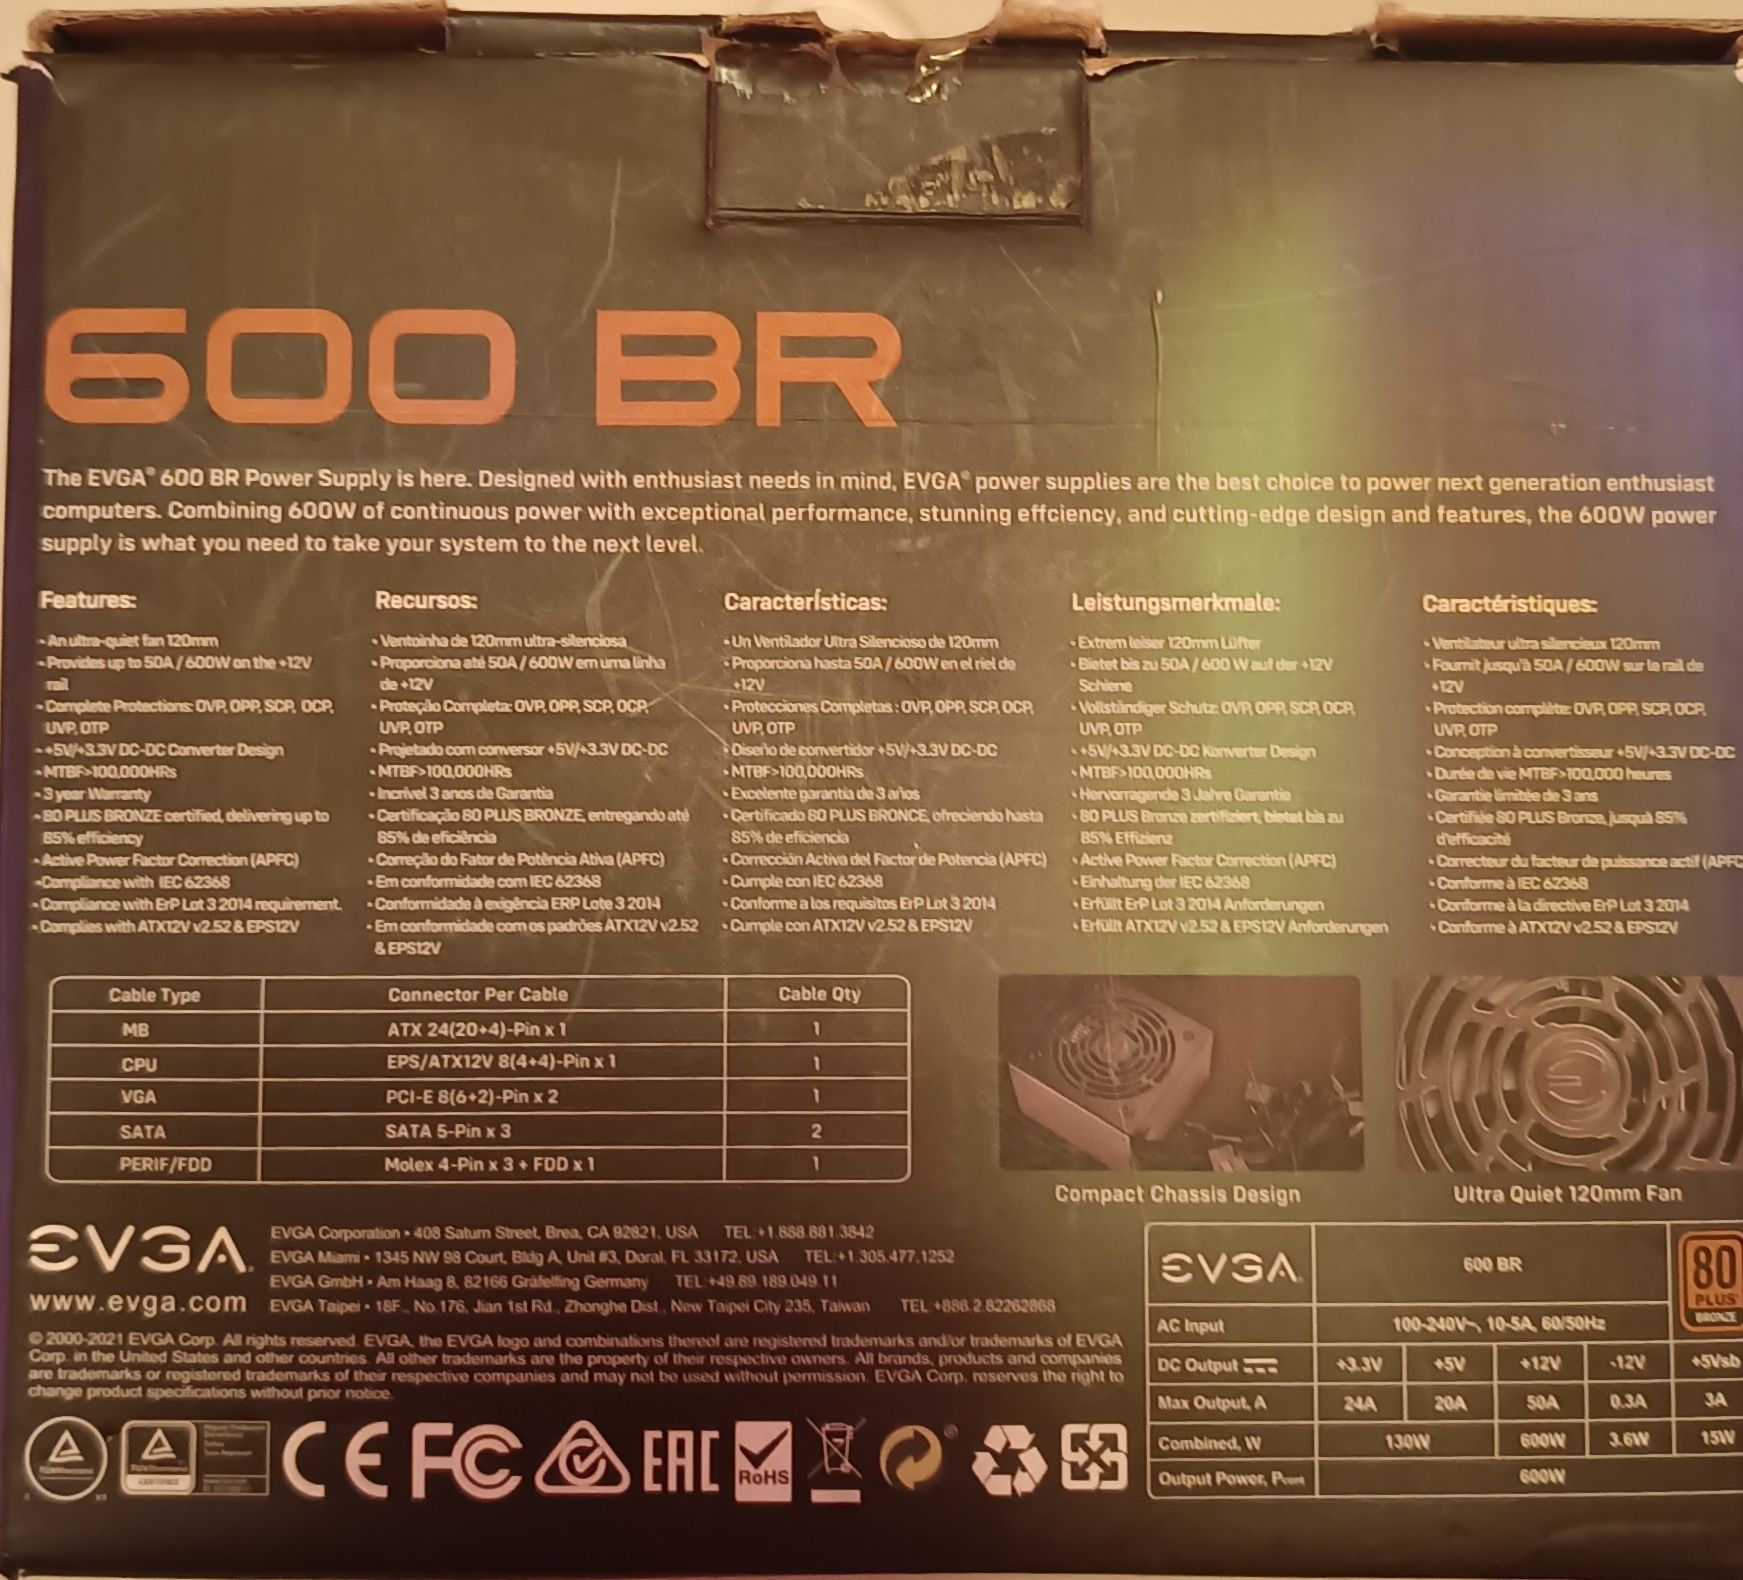 600 BR
The EVGA® 600 BR Power Supply is here. Designed with enthusiast needs in mind, EVGA® power supplies are the best choice to power next generation enthusiast
computers. Combining 600W of continuous power with exceptional performance, stunning effciency, and cutting-edge design and features, the 600W power
supply is what you need to take your system to the next level.
Features:
• An ultra-quiet fan 120mm
• Provides up to 50A / 600W on the +12V
rail
• Complete Protections: OVP, OPP, SCP, OCP,
UVP, OTP
• +5V/+3.3V DC-DC Converter Design
• MTBF>100,000HRs
• 3 year Warranty
• 80 PLUS BRONZE certified, delivering up to
85% efficiency
• Active Power Factor Correction (APFC)
• Compliance with IEC 62368
• Compliance with ErP Lot 3 2014 requirement.
• Complies with ATX12V v2.52 & EPS12V
Recursos:
• Ventoinha de 120mm ultra-silenciosa
• Proporciona até 50A / 600W em uma linha
de +12V
• Proteção Completa: OVP, OPP, SCP, OCP,
UVP, OTP
• Projetado com conversor +5V/+3.3V DC-DC
• MTBF>100,000HRs
• Incrível 3 anos de Garantia
• Certificação 80 PLUS BRONZE, entregando até
85% de eficiência
• Correção do Fator de Potência Ativa (APFC)
• Em conformidade com IEC 62368
• Conformidade à exigência ERP Lote 3 2014
• Em conformidade com os padrões ATX12V v2.52
& EPS12V
Características:
• Un Ventilador Ultra Silencioso de 120mm
• Proporciona hasta 50A / 600W en el riel de
+12V
• Protecciones Completas : OVP, OPP, SCP, OCP,
UVP, OTP
• Diseño de convertidor +5V/+3.3V DC-DC
• MTBF>100,000HRs
• Excelente garantía de 3 años
• Certificado 80 PLUS BRONCE, ofreciendo hasta
85% de eficiencia
• Corrección Activa del Factor de Potencia (APFC)
• Cumple con IEC 62368
• Conforme a los requisitos ErP Lot 3 2014
• Cumple con ATX12V v2.52 & EPS12V
Leistungsmerkmale:
• Extrem leiser 120mm Lüfter
• Bietet bis zu 50A / 600 W auf der +12V
Schiene
• Vollständiger Schutz: OVP, OPP, SCP, OCP,
UVP, OTP
• +5V/+3.3V DC-DC Konverter Design
• MTBF>100,000HRs
• Hervorragende 3 Jahre Garantie
• 80 PLUS Bronze zertifiziert, bietet bis zu
85% Effizienz
• Active Power Factor Correction (APFC)
• Einhaltung der IEC 62368
• Erfüllt ErP Lot 3 2014 Anforderungen
• Erfüllt ATX12V v2.52 & EPS12V Anforderungen
Caractéristiques:
• Ventilateur ultra silencieux 120mm
• Fournit jusqu'à 50A / 600W sur le rail de
+12V
• Protection complète: OVP, OPP, SCP, OCP,
UVP, OTP
• Conception à convertisseur +5V/+3.3V DC-DC
• Durée de vie MTBF>100,000 heures
• Garantie limitée de 3 ans
• Certifiée 80 PLUS Bronze, jusquà 85%
d'efficacité
• Correcteur du facteur de puissance actif (APFC
• Conforme à IEC 62368
• Conforme à la directive ErP Lot 3 2014
• Conforme à ATX12V v2.52 & EPS12V
Cable Type Connector Per Cable Cable Qty
MB ATX 24(20+4)-Pin x 1 1
CPU EPS/ATX12V 8(4+4)-Pin x 1 1
VGA PCI-E 8(6+2)-Pin x 2 1
SATA SATA 5-Pin x 3 2
PERIF/FDD Molex 4-Pin x 3 + FDD x 1 1
Compact Chassis Design
Ultra Quiet 120mm Fan
EVGA.
www.evga.com
EVGA Corporation • 408 Saturn Street, Brea, CA 92821, USA TEL:+1.888.881.3842
EVGA Miami • 1345 NW 98 Court, Bldg A, Unit #3, Doral, FL 33172, USA TEL:+1.305.477.1252
EVGA GmbH • Am Haag 8, 82166 Gräfelfing Germany TEL:+49.89.189.049.11
EVGA Taipei • 18F., No.176, Jian 1st Rd., Zhonghe Dist., New Taipei City 235, Taiwan TEL:+886.2.82262868
© 2000-2021 EVGA Corp. All rights reserved. EVGA, the EVGA logo and combinations thereof are registered trademarks and/or trademarks of EVGA
Corp. in the United States and other countries. All other trademarks are the property of their respective owners. All brands, products and companies
are trademarks or registered trademarks of their respective companies and may not be used without permission. EVGA Corp. reserves the right to
change product specifications without prior notice.
CE FC EAC RoHS
EVGA. 600 BR
80
PLUS
BRONZE
AC Input 100-240V~, 10-5A, 60/50Hz
DC Output +3.3V +5V +12V -12V +5Vsb
Max Output, A 24A 20A 50A 0.3A 3A
Combined, W 130W 600W 3.6W 15W
Output Power, Pcont 600W